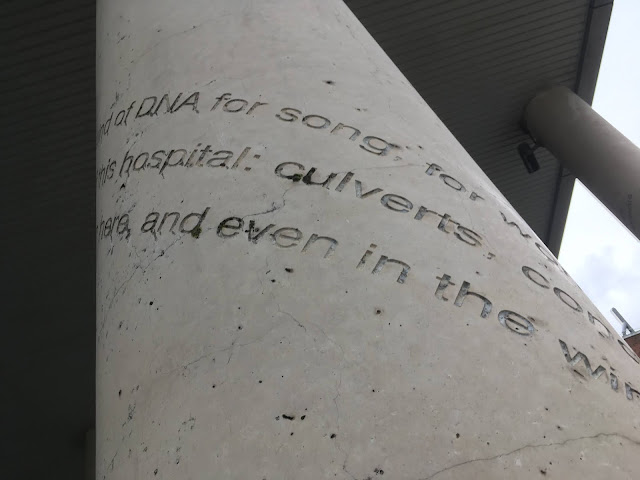 of DNA for song, for
this hospital: culverts,
here, and even in the